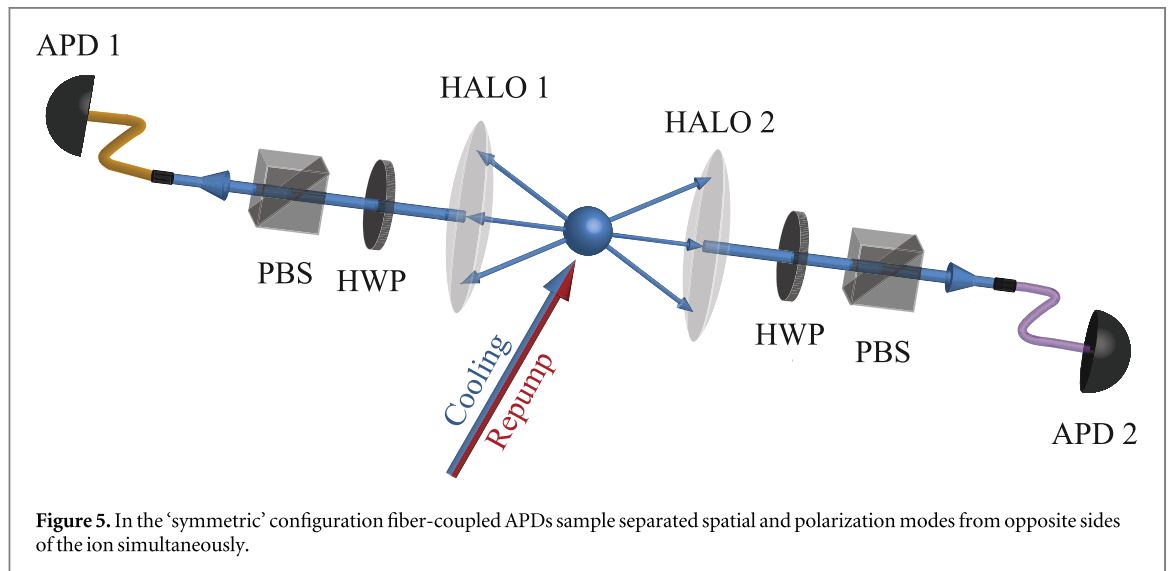 APD 1
HALO 1
HALO 2
PBS
HWP
HWP
PBS
Cooling
Repump
APD 2
Figure 5. In the ‘symmetric’ configuration fiber-coupled APDs sample separated spatial and polarization modes from opposite sides
of the ion simultaneously.